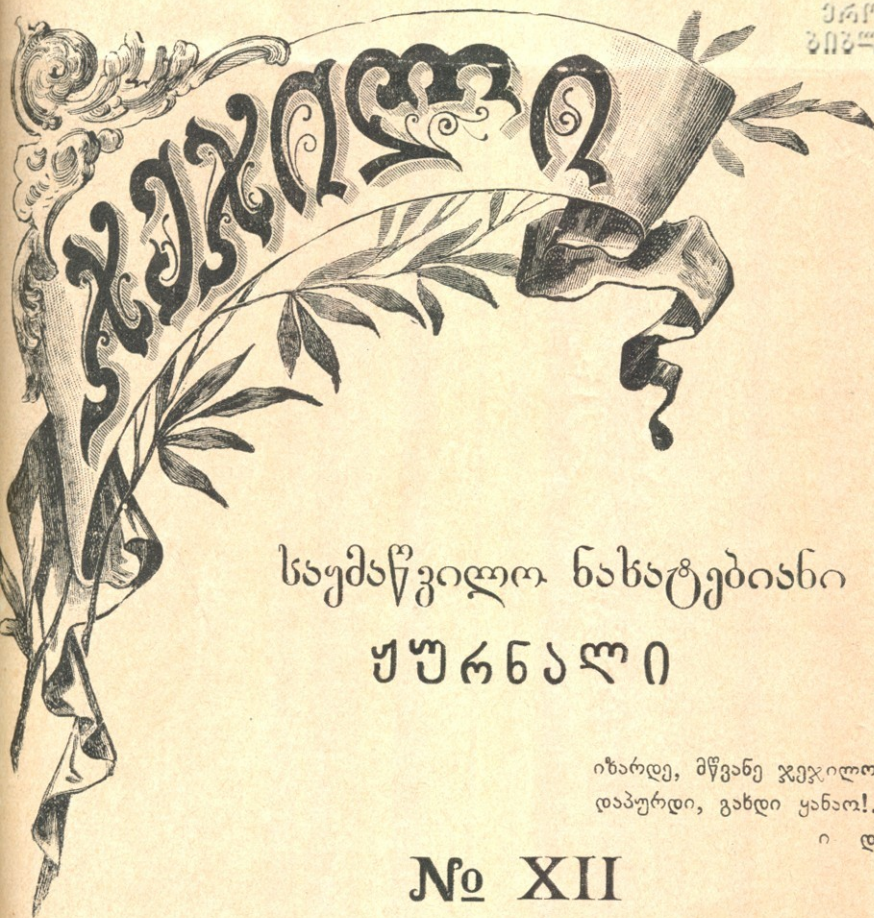 ჯეჯილი
საყმაწვილო ნახატებიანი
ჟურნალი
იზარდე, მწვანე ჯეჯილო
დაპურდი, გახდი ყანაო!
ი დ
№ XII